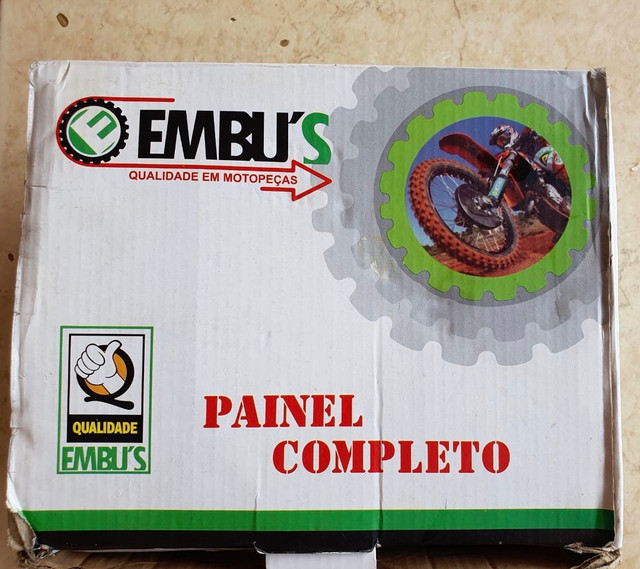 EMBU'S
QUALIDADE EM MOTOPEÇAS
QUALIDADE
EMBU'S
PAINEL
COMPLETO